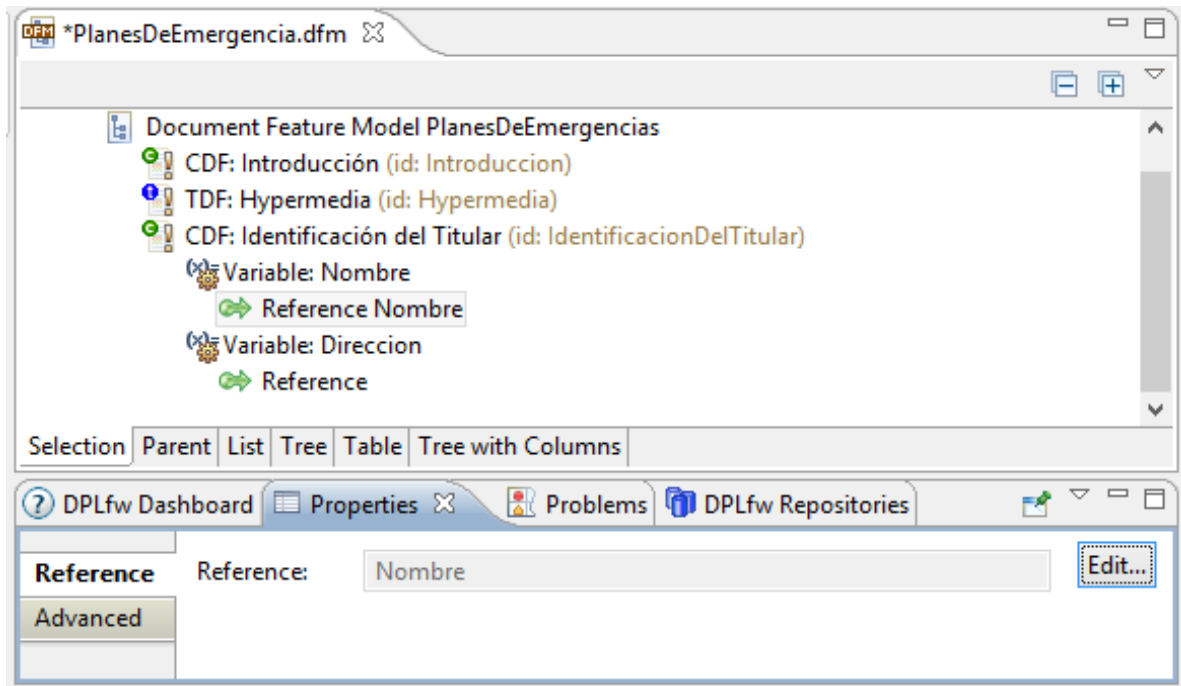 *PlanesDeEmergencia.dfm
Document Feature Model PlanesDeEmergencias
CDF: Introducción (id: Introduccion)
TDF: Hypermedia (id: Hypermedia)
CDF: Identificación del Titular (id: IdentificacionDelTitular)
Variable: Nombre
Reference Nombre
Variable: Direccion
Reference
Selection Parent List Tree Table Tree with Columns
DPLfw Dashboard Properties Problems DPLfw Repositories
Reference Reference: Nombre Edit...
Advanced